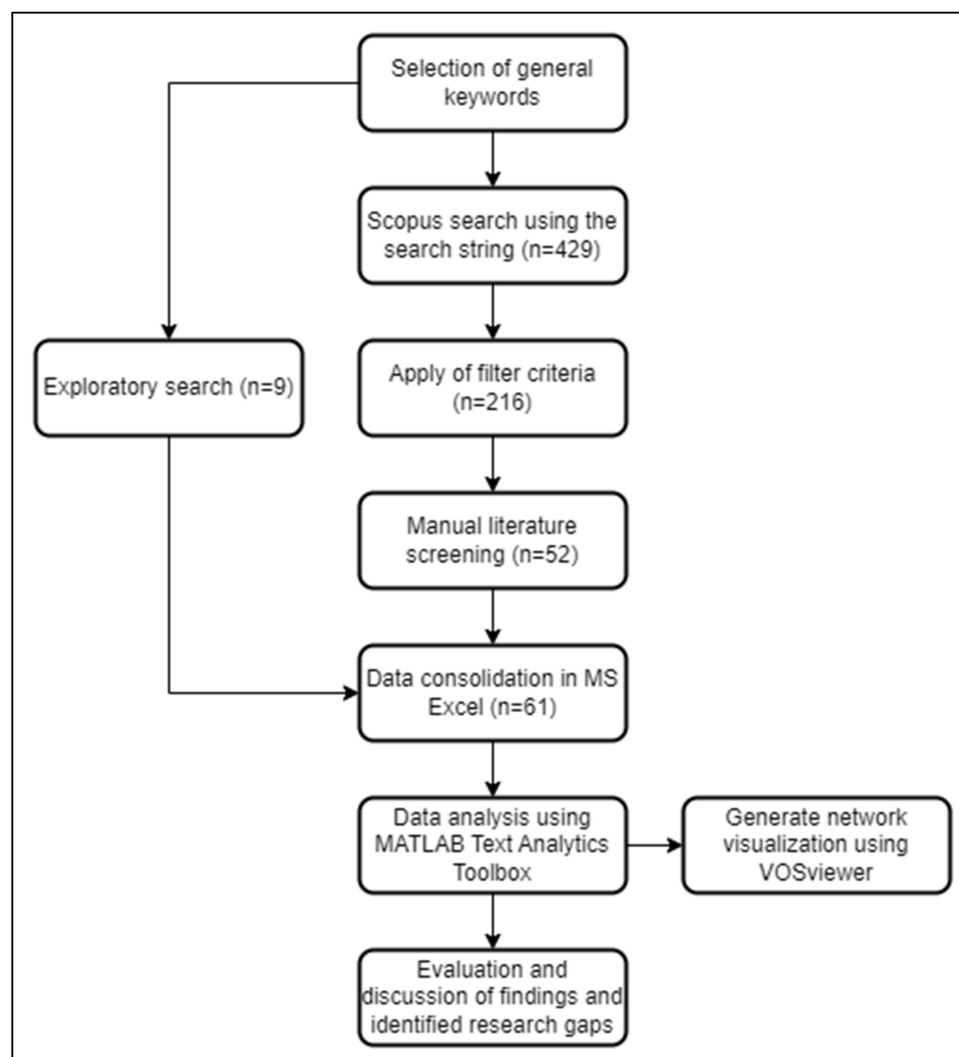 Selection of general
keywords
Scopus search using the
search string (n=429)
Exploratory search (n=9)
Apply of filter criteria
(n=216)
Manual literature
screening (n=52)
Data consolidation in MS
Excel (n=61)
Data analysis using
MATLAB Text Analytics
Toolbox
Generate network
visualization using
VOSviewer
Evaluation and
discussion of findings and
identified research gaps